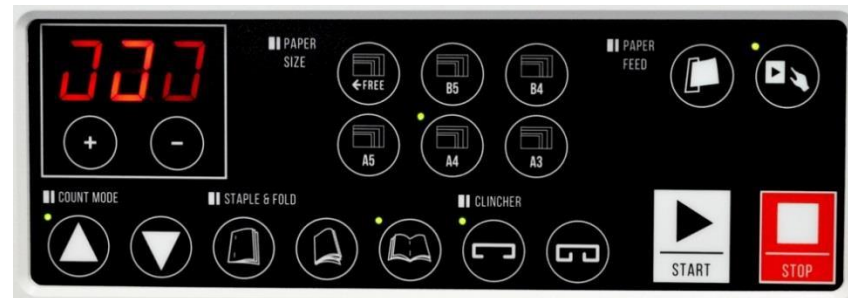 PAPER
SIZE
←FREE
B5
B4
A5
A4
A3
PAPER
FEED
+
-
COUNT MODE
STAPLE & FOLD
CLINCHER
START
STOP